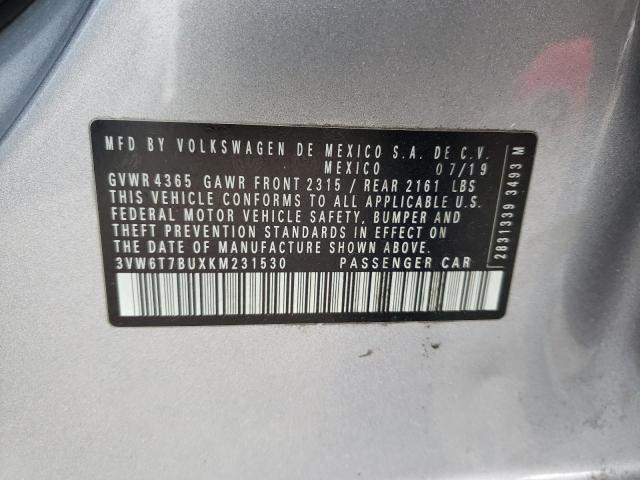 MFD BY VOLKSWAGEN DE MEXICO S.A. DE C.V.
MEXICO 07/19
GVWR 4365 GAWR FRONT 2315 / REAR 2161 LBS
THIS VEHICLE CONFORMS TO ALL APPLICABLE U.S.
FEDERAL MOTOR VEHICLE SAFETY, BUMPER AND
THEFT PREVENTION STANDARDS IN EFFECT ON
THE DATE OF MANUFACTURE SHOWN ABOVE.
3VW6T7BUXKM231530 PASSENGER CAR
2831339 3493 M